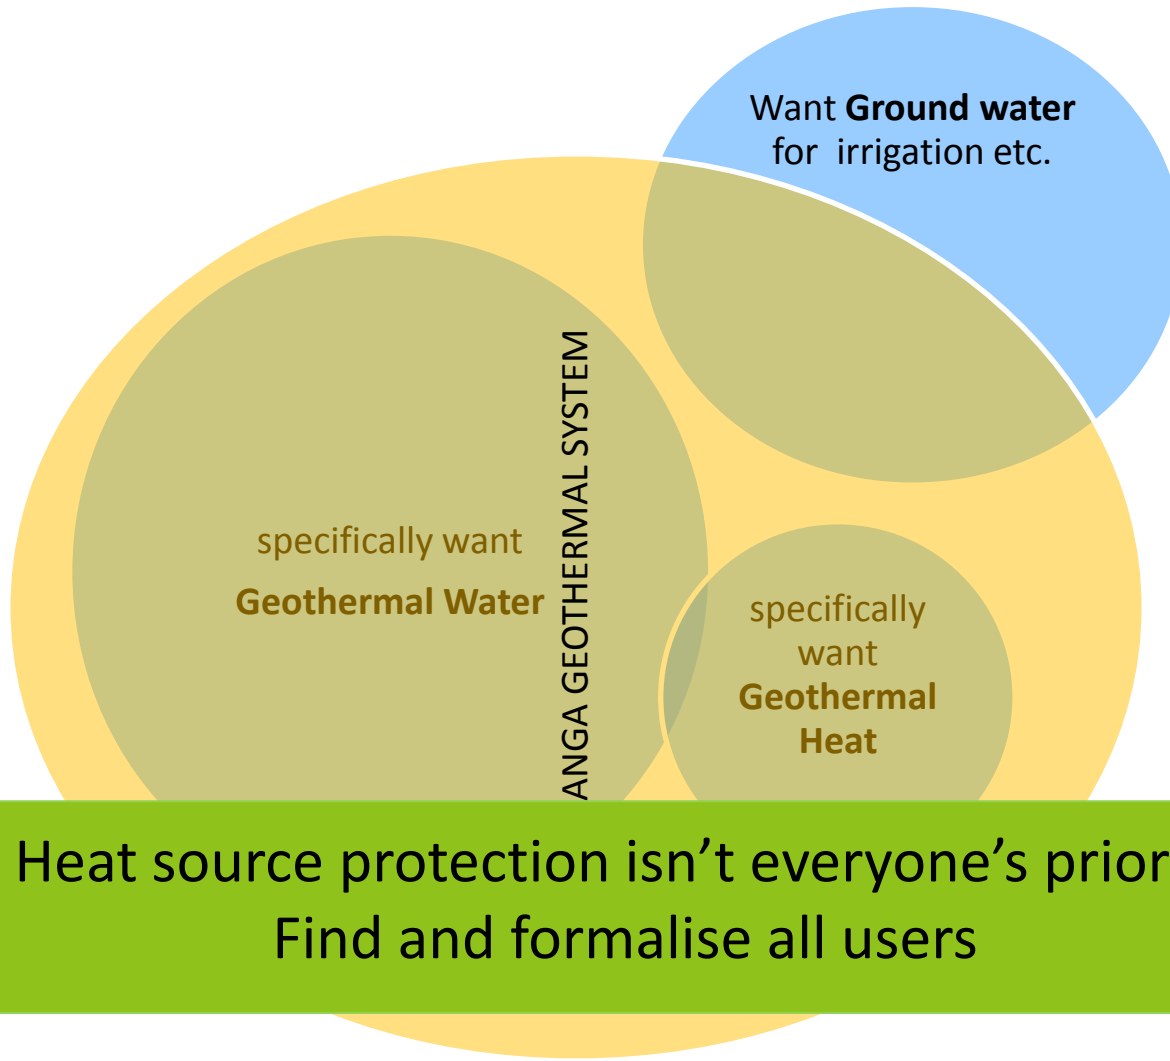 Want Ground water
for irrigation etc.
ANGA GEOTHERMAL SYSTEM
specifically want
Geothermal Water
specifically
want
Geothermal
Heat
Heat source protection isn’t everyone’s prior
Find and formalise all users